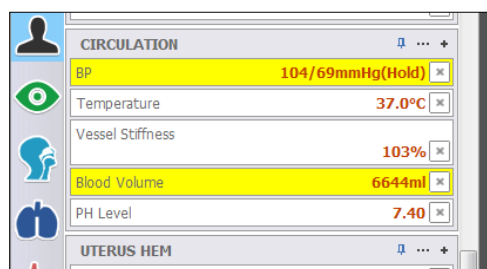 CIRCULATION
BP 104/69mmHg(Hold)
Temperature 37.0°C
Vessel Stiffness
103%
Blood Volume 6644ml
PH Level 7.40
UTERUS HEM